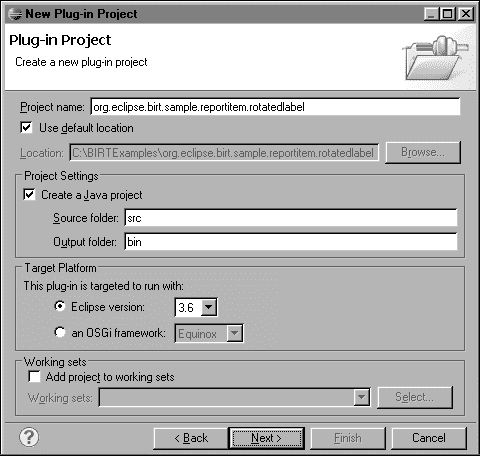 New Plug-in Project
Plug-in Project
Create a new plug-in project
Project name: org.eclipse.birt.sample.reportitem.rotatedlabel
Use default location
Location: C:\BIRTExamples\org.eclipse.birt.sample.reportitem.rotatedlabel Browse...
Project Settings
Create a Java project
Source folder: src
Output folder: bin
Target Platform
This plug-in is targeted to run with:
Eclipse version: 3.6
an OSGi framework: Equinox
Working sets
Add project to working sets
Working sets: Select...
? < Back Next > Finish Cancel